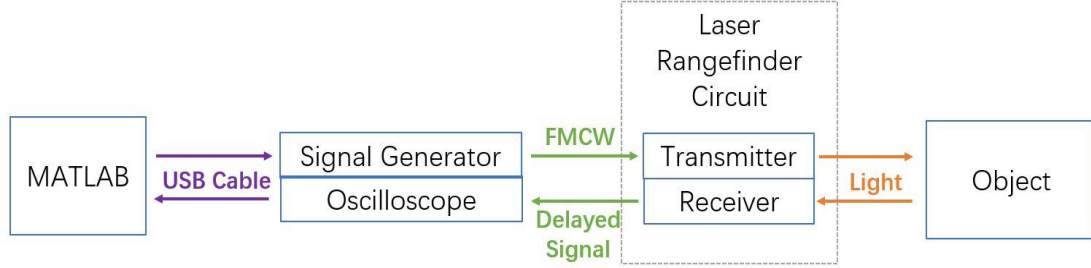 Laser
Rangefinder
Circuit
MATLAB
USB Cable
Signal Generator
Oscilloscope
FMCW
Delayed
Signal
Transmitter
Receiver
Light
Object